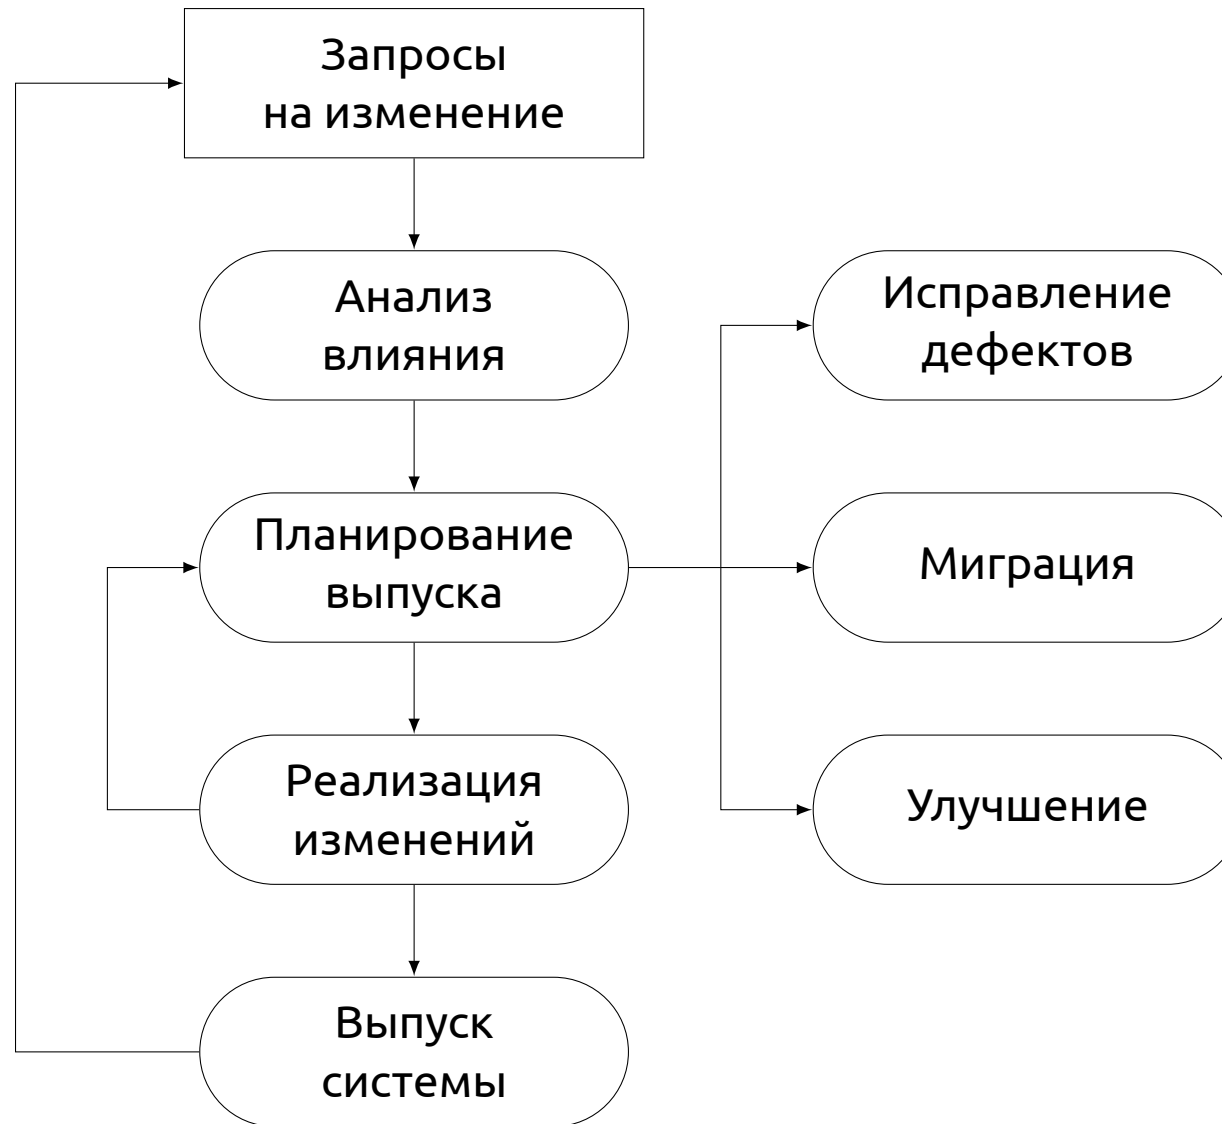 Запросы
на изменение
Анализ
влияния
Исправление
дефектов
Планирование
выпуска
Миграция
Реализация
изменений
Улучшение
Выпуск
системы